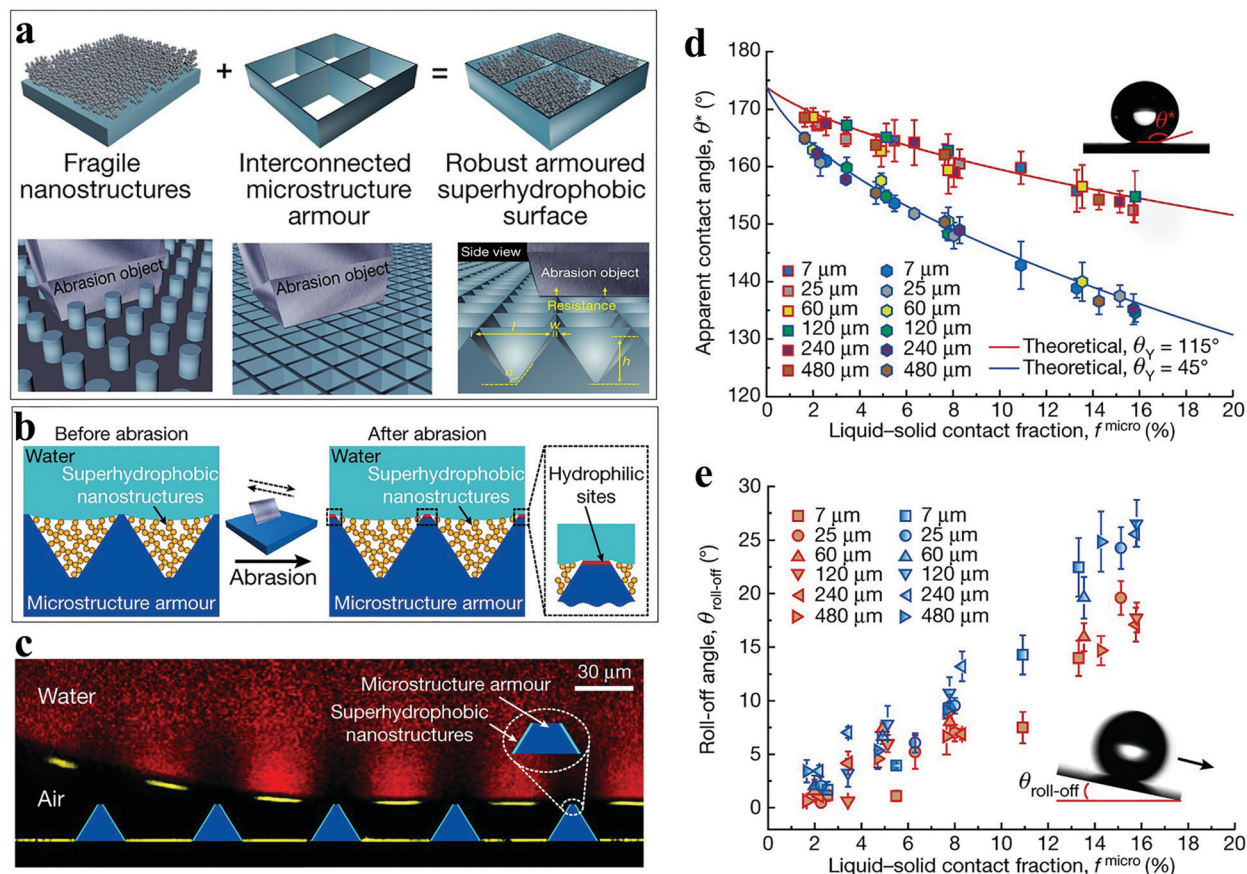 a
+
=
Fragile
nanostructures
Interconnected
microstructure
armour
Robust armoured
superhydrophobic
surface
Abrasion object
Abrasion object
Side view
Abrasion object
Resistance
l
w
h
α
b
Before abrasion
After abrasion
Water
Superhydrophobic
nanostructures
Microstructure armour
Abrasion
Water
Superhydrophobic
nanostructures
Microstructure armour
Hydrophilic
sites
c
Water
Air
Microstructure armour
Superhydrophobic
nanostructures
30 μm
d
Apparent contact angle, θ* (°)
180
170
160
150
140
130
120
θ*
7 μm
25 μm
60 μm
120 μm
240 μm
480 μm
7 μm
25 μm
60 μm
120 μm
240 μm
480 μm
Theoretical, θY = 115°
Theoretical, θY = 45°
0 2 4 6 8 10 12 14 16 18 20
Liquid–solid contact fraction, f micro (%)
e
Roll-off angle, θroll-off (°)
30
25
20
15
10
5
0
7 μm
25 μm
60 μm
120 μm
240 μm
480 μm
7 μm
25 μm
60 μm
120 μm
240 μm
480 μm
θroll-off
0 2 4 6 8 10 12 14 16 18 20
Liquid–solid contact fraction, f micro (%)